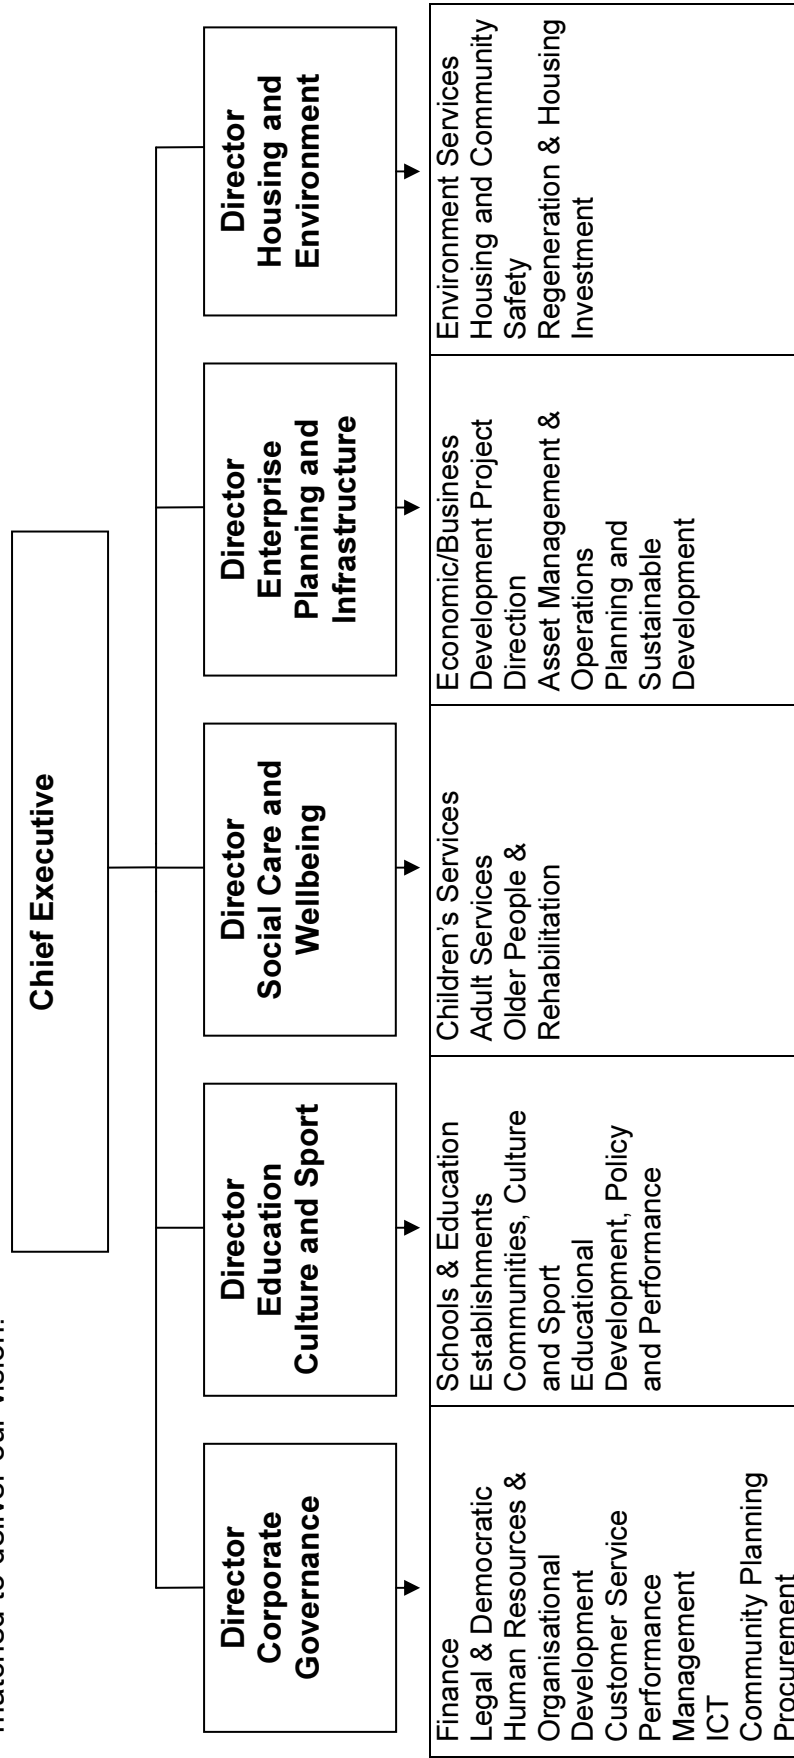 matched to deliver our vision.
Chief Executive
Director
Corporate
Governance
Director
Education
Culture and Sport
Director
Social Care and
Wellbeing
Director
Enterprise
Planning and
Infrastructure
Director
Housing and
Environment
Finance
Legal & Democratic
Human Resources &
Organisational
Development
Customer Service
Performance
Management
ICT
Community Planning
Procurement
Schools & Education
Establishments
Communities, Culture
and Sport
Educational
Development, Policy
and Performance
Children’s Services
Adult Services
Older People &
Rehabilitation
Economic/Business
Development Project
Direction
Asset Management &
Operations
Planning and
Sustainable
Development
Environment Services
Housing and Community
Safety
Regeneration & Housing
Investment